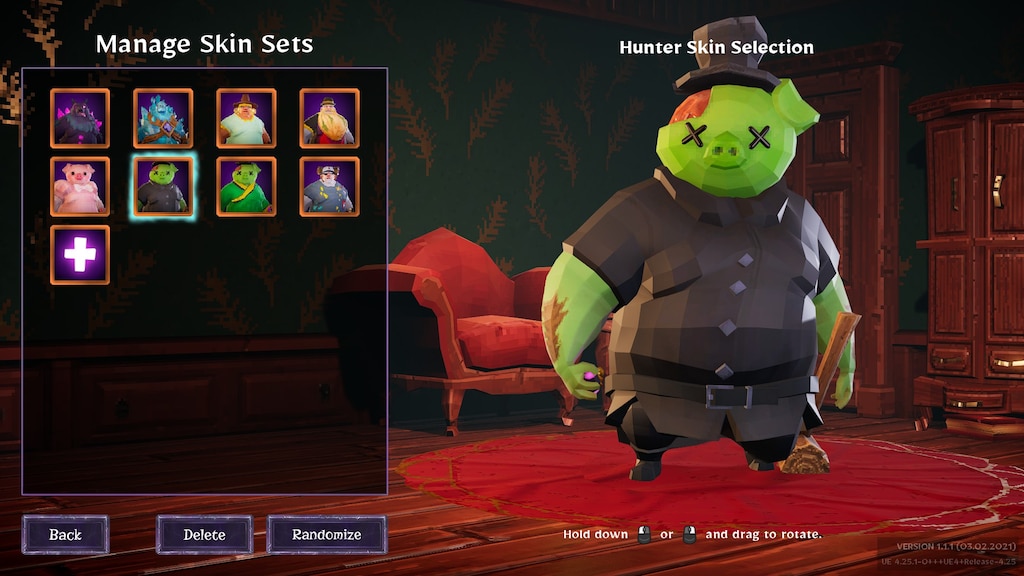 Manage Skin Sets
Hunter Skin Selection
Back
Delete
Randomize
Hold down or and drag to rotate.
VERSION 1.1.1 (03.02.2021)
UE 4.25.1-0+++UE4+Release-4.25